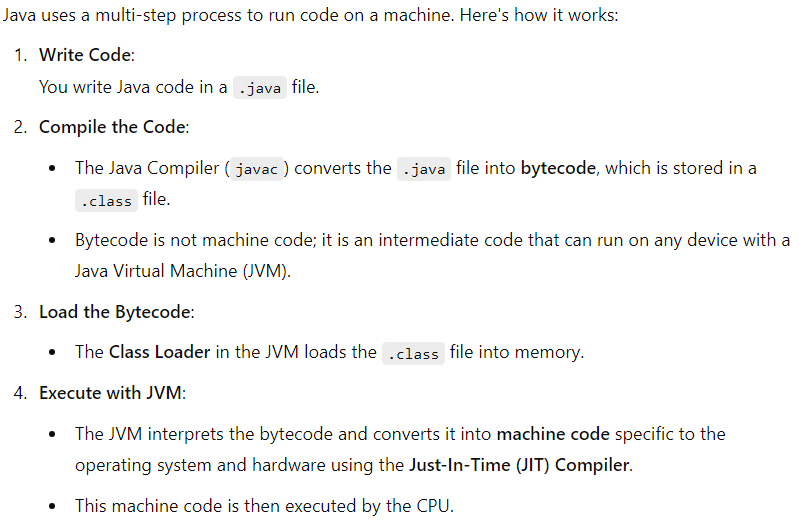 Java uses a multi-step process to run code on a machine. Here's how it works:
1. Write Code:
You write Java code in a .java file.
2. Compile the Code:
• The Java Compiler (javac) converts the .java file into bytecode, which is stored in a
.class file.
• Bytecode is not machine code; it is an intermediate code that can run on any device with a
Java Virtual Machine (JVM).
3. Load the Bytecode:
• The Class Loader in the JVM loads the .class file into memory.
4. Execute with JVM:
• The JVM interprets the bytecode and converts it into machine code specific to the
operating system and hardware using the Just-In-Time (JIT) Compiler.
• This machine code is then executed by the CPU.